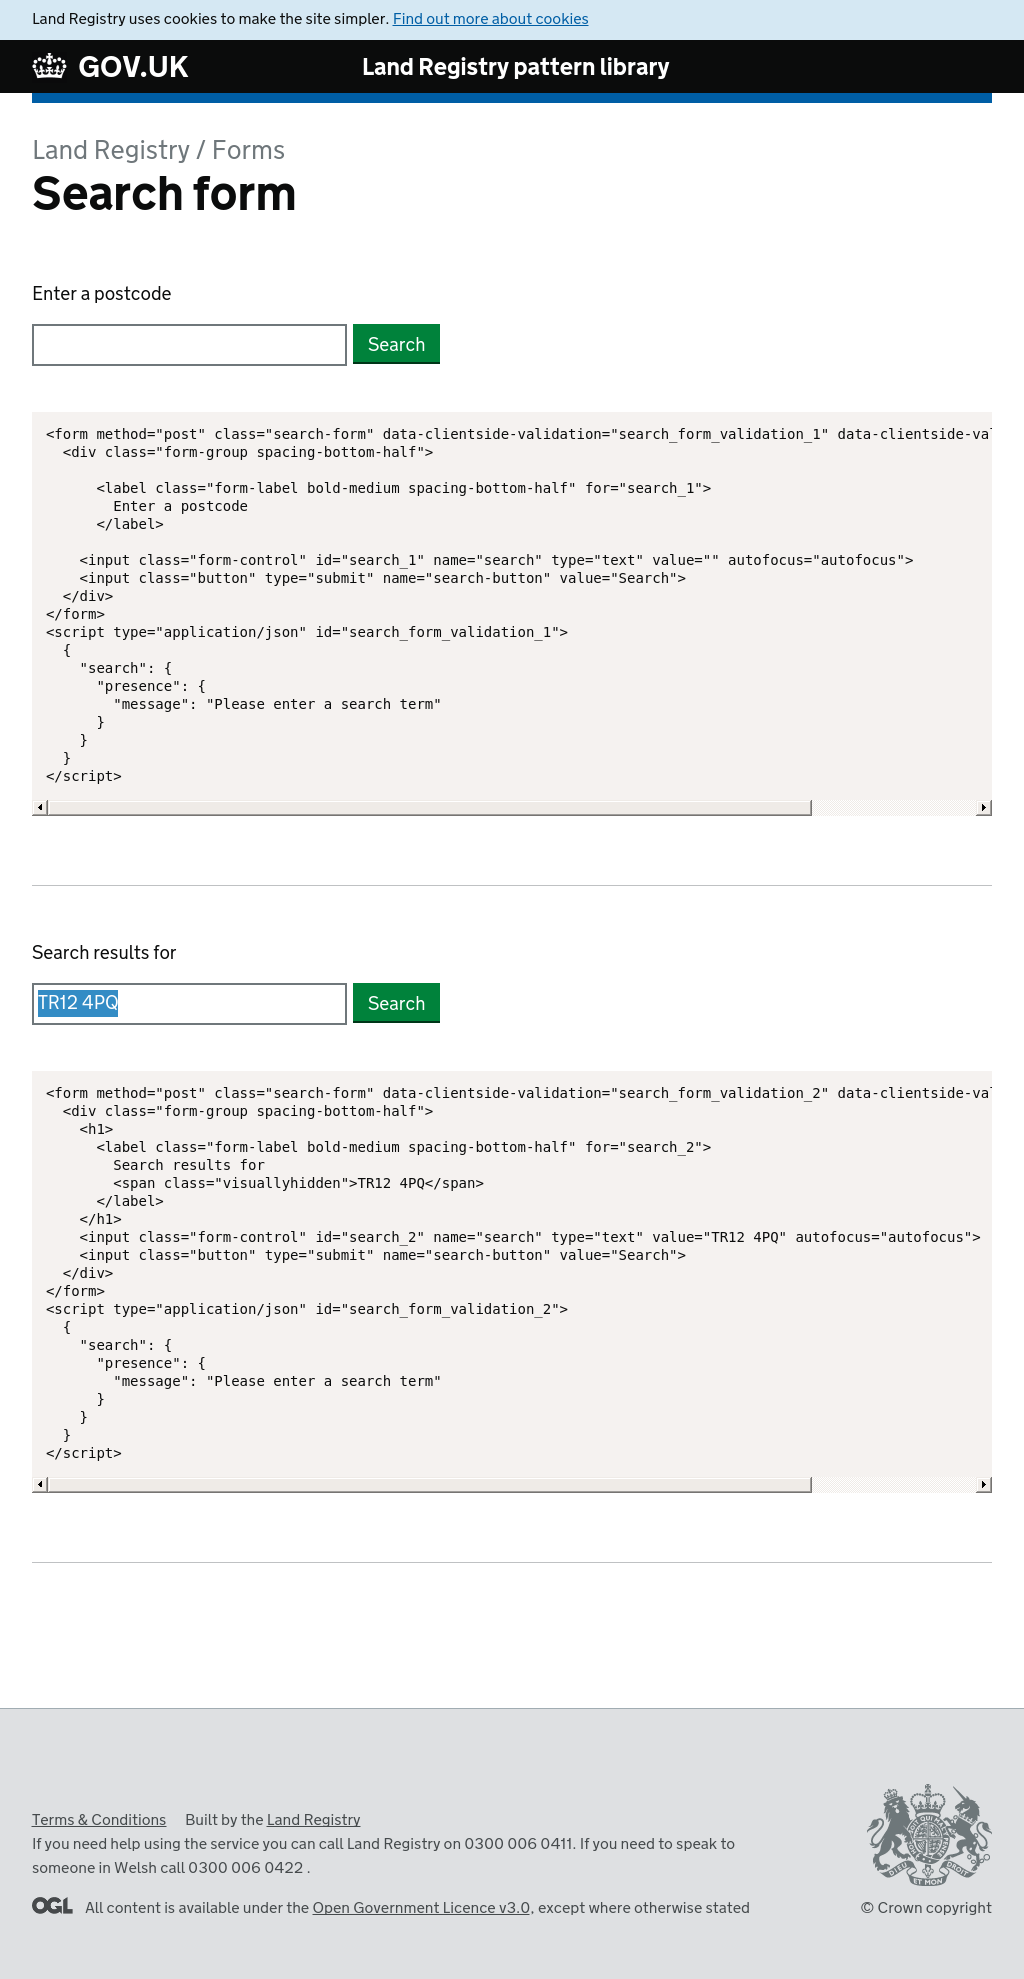 Land Registry uses cookies to make the site simpler. Find out more about cookies
GOV.UK
Land Registry pattern library
Land Registry / Forms
Search form
Enter a postcode
Search
<form method="post" class="search-form" data-clientside-validation="search_form_validation_1" data-clientside-val
  <div class="form-group spacing-bottom-half">
      <label class="form-label bold-medium spacing-bottom-half" for="search_1">
        Enter a postcode
      </label>
    <input class="form-control" id="search_1" name="search" type="text" value="" autofocus="autofocus">
    <input class="button" type="submit" name="search-button" value="Search">
  </div>
</form>
<script type="application/json" id="search_form_validation_1">
  {
    "search": {
      "presence": {
        "message": "Please enter a search term"
      }
    }
  }
</script>
Search results for
TR12 4PQ
Search
<form method="post" class="search-form" data-clientside-validation="search_form_validation_2" data-clientside-val
  <div class="form-group spacing-bottom-half">
    <h1>
      <label class="form-label bold-medium spacing-bottom-half" for="search_2">
        Search results for
        <span class="visuallyhidden">TR12 4PQ</span>
      </label>
    </h1>
    <input class="form-control" id="search_2" name="search" type="text" value="TR12 4PQ" autofocus="autofocus">
    <input class="button" type="submit" name="search-button" value="Search">
  </div>
</form>
<script type="application/json" id="search_form_validation_2">
  {
    "search": {
      "presence": {
        "message": "Please enter a search term"
      }
    }
  }
</script>
Terms & Conditions Built by the Land Registry
If you need help using the service you can call Land Registry on 0300 006 0411. If you need to speak to
someone in Welsh call 0300 006 0422 .
OGL All content is available under the Open Government Licence v3.0, except where otherwise stated
© Crown copyright